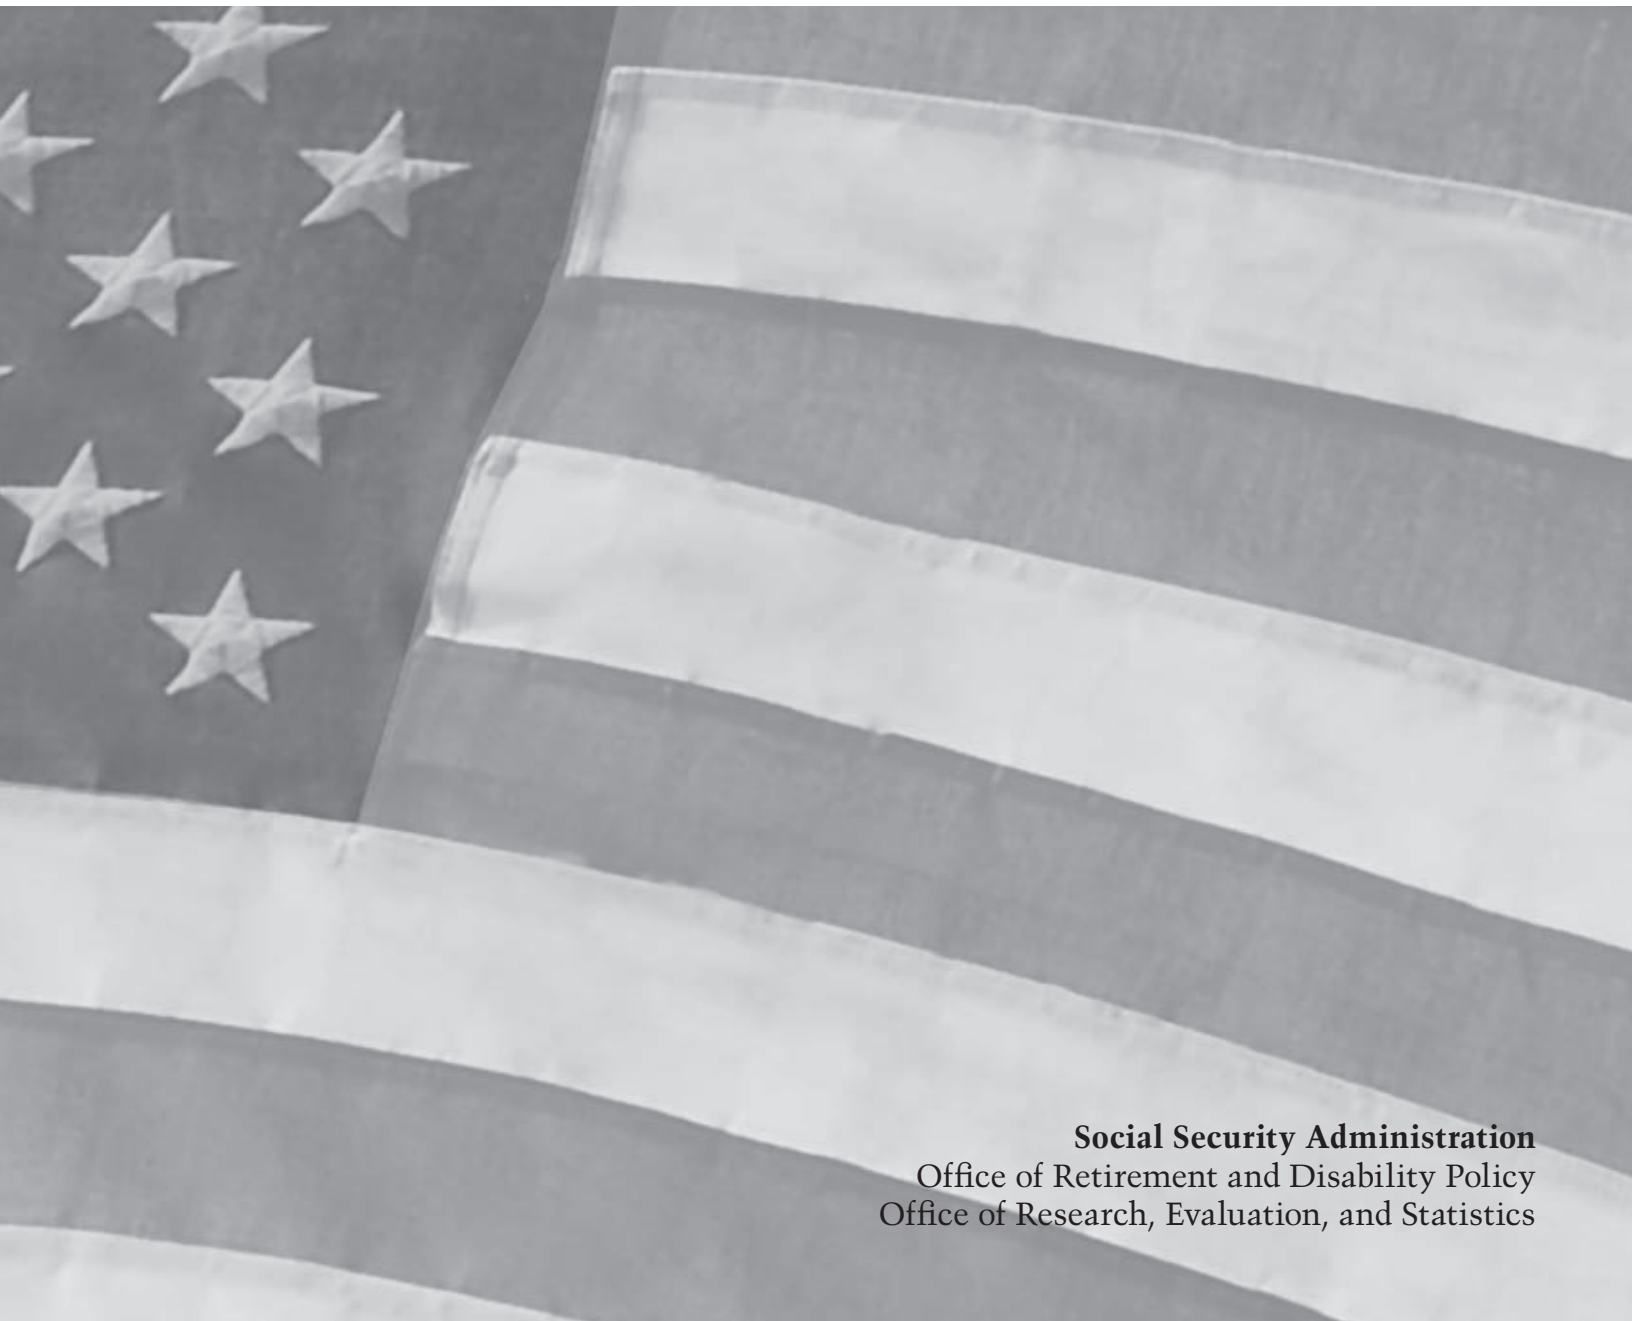 Social Security Administration
Office of Retirement and Disability Policy
Office of Research, Evaluation, and Statistics